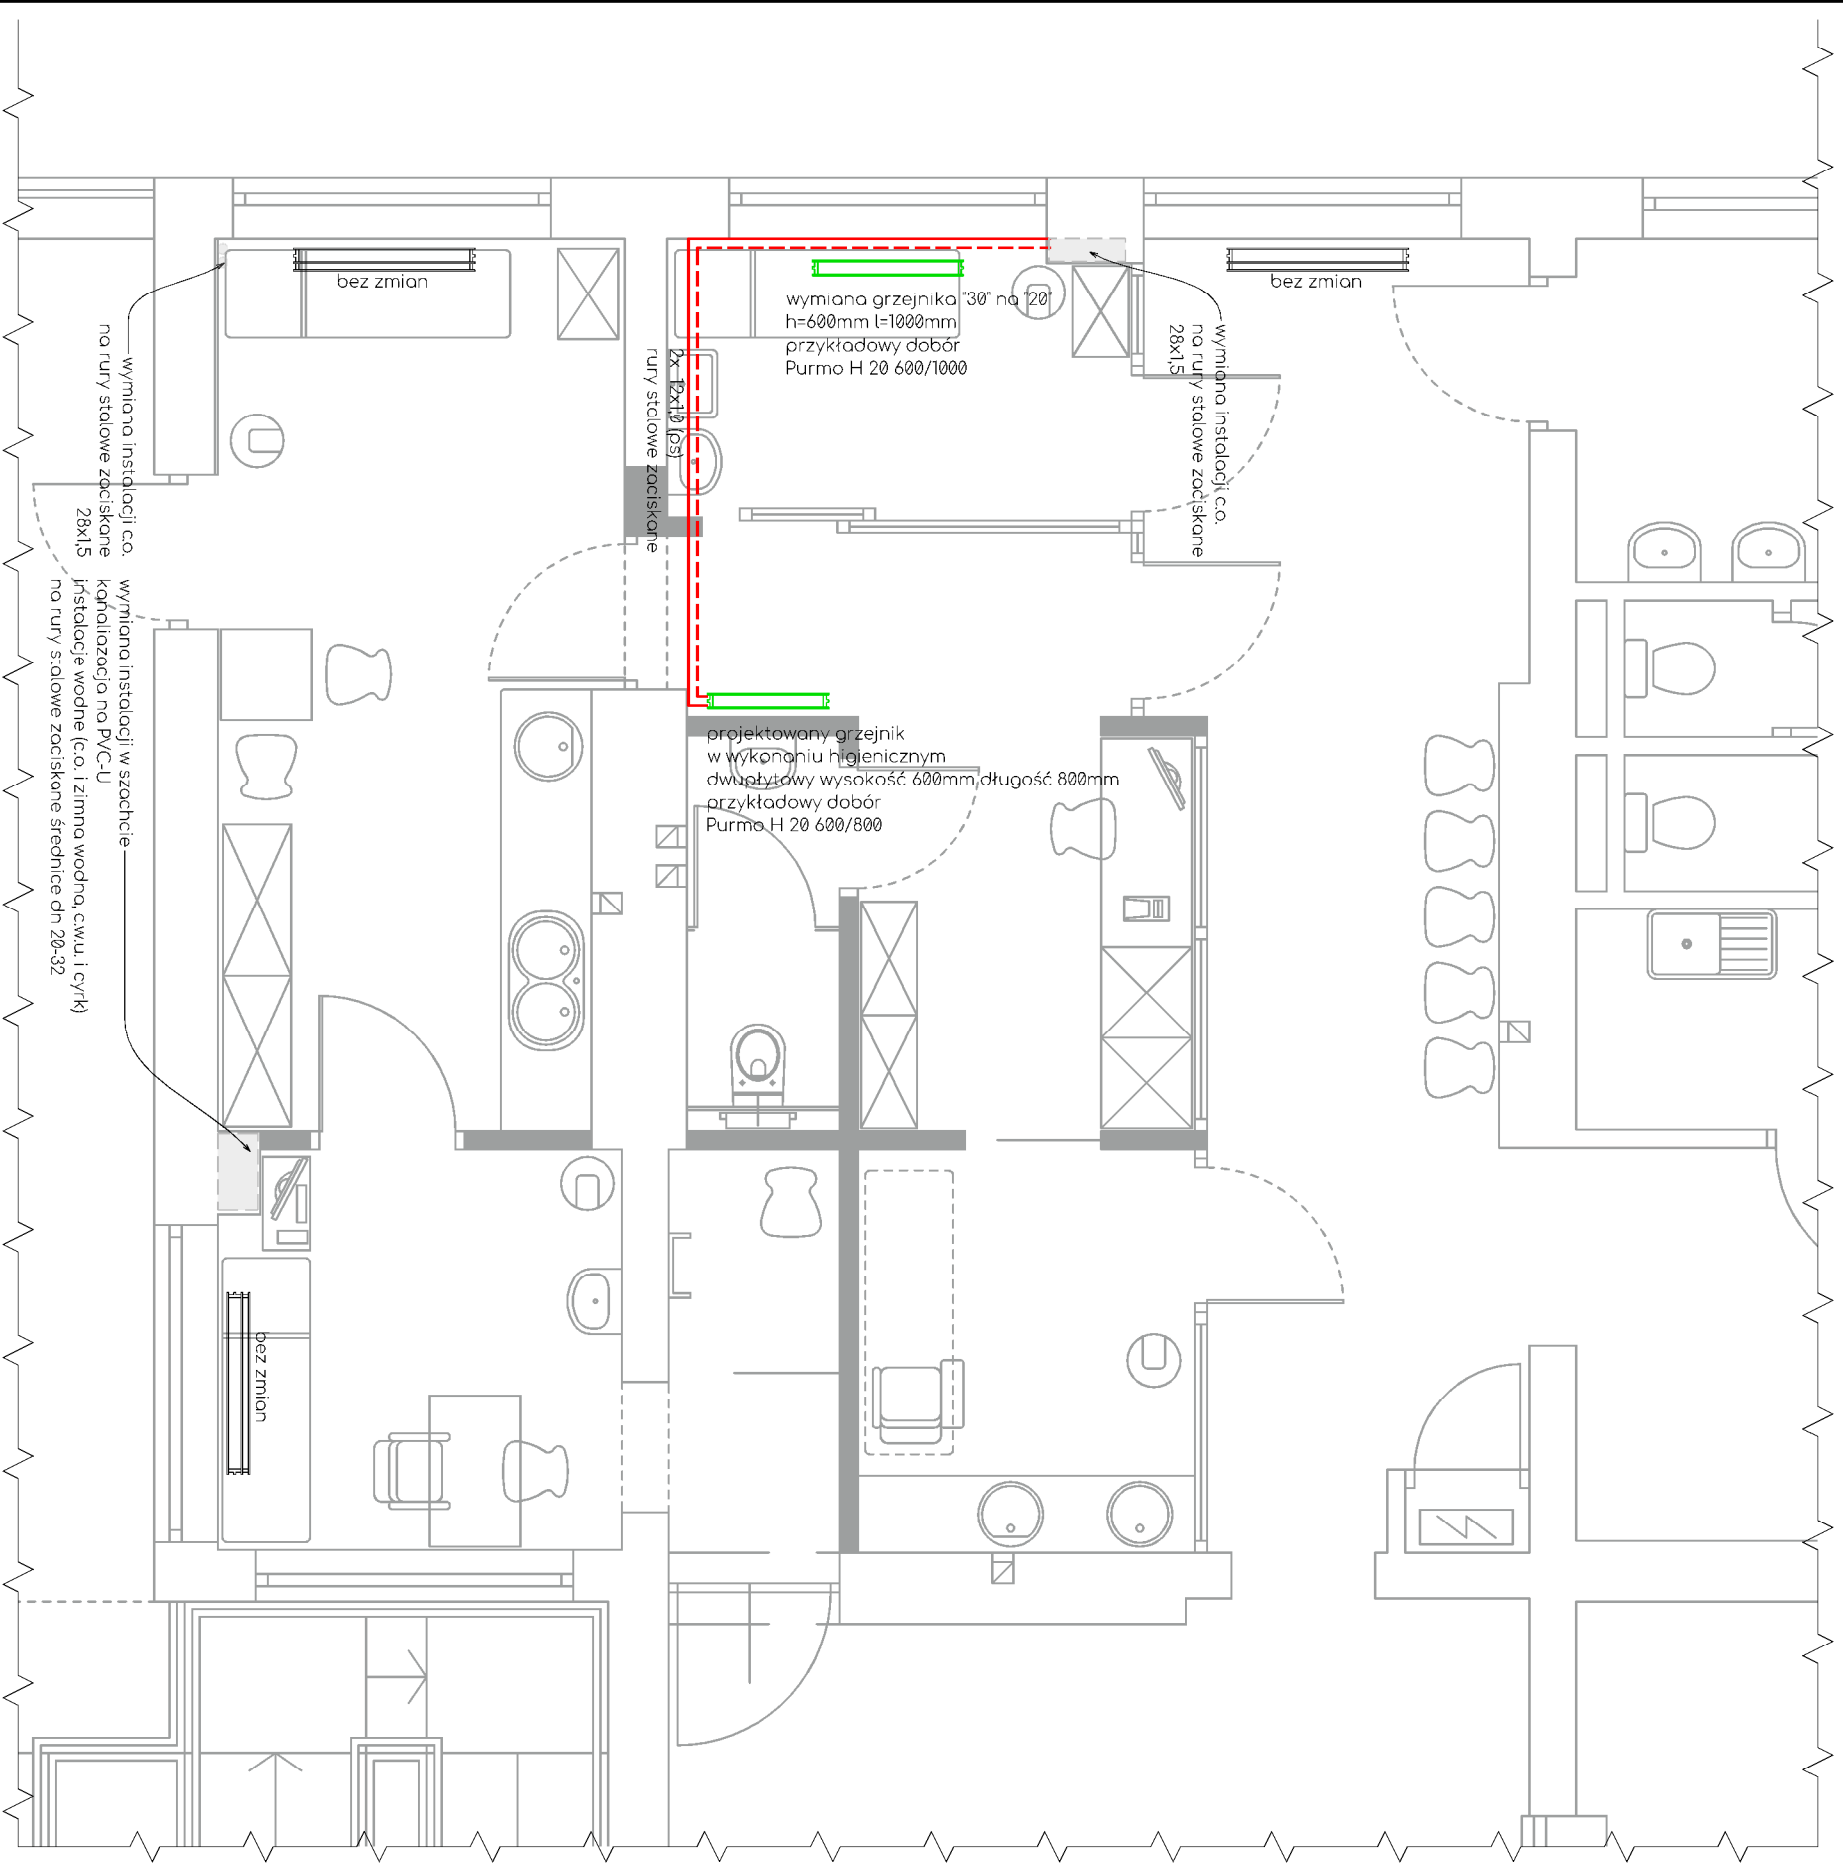 bez zmian
wymiana grzejnika "30" na "20"
h=600mm l=1000mm
przykładowy dobór
Purmo H 20 600/1000
bez zmian
wymiana instalacji c.o.
na rury stalowe zaciskane
28x1,5
2x 12x1,0 (ps)
rury stalowe zaciskane
wymiana instalacji c.o.
na rury stalowe zaciskane
28x1,5
wymiana instalacji w szachcie
kanaliazacja na PVC-U
instalacje wodne (c.o. i zimna wodna, c.w.u. i cyrk)
na rury stalowe zaciskane średnice dn 20-32
projektowany grzejnik
w wykonaniu higienicznym
dwupłytowy wysokość 600mm długość 800mm
przykładowy dobór
Purmo H 20 600/800
bez zmian